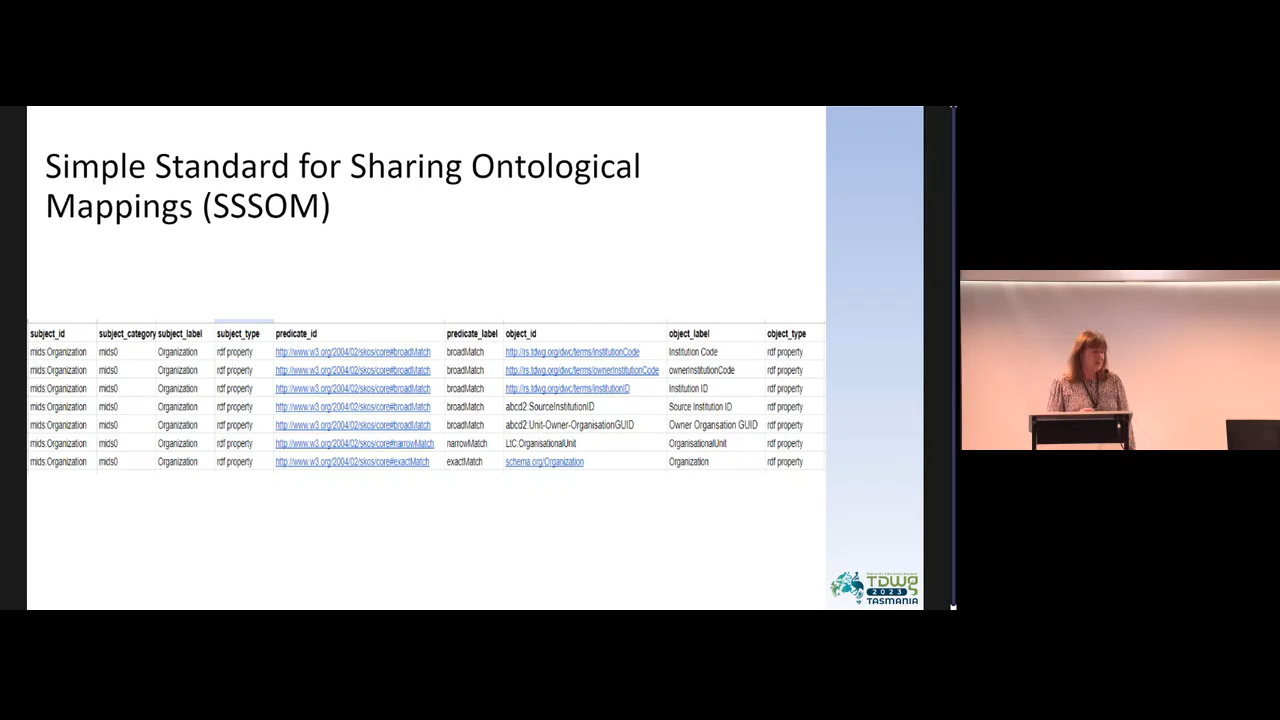 Simple Standard for Sharing Ontological
Mappings (SSSOM)
subject_id subject_category subject_label subject_type predicate_id predicate_label object_id object_label object_type
mids:Organization mids0 Organization rdf property http://www.w3.org/2004/02/skos/core#broadMatch broadMatch http://rs.tdwg.org/dwc/terms/institutionCode Institution Code rdf property
mids:Organization mids0 Organization rdf property http://www.w3.org/2004/02/skos/core#broadMatch broadMatch http://rs.tdwg.org/dwc/terms/ownerInstitutionCode ownerInstitutionCode rdf property
mids:Organization mids0 Organization rdf property http://www.w3.org/2004/02/skos/core#broadMatch broadMatch http://rs.tdwg.org/dwc/terms/institutionID Institution ID rdf property
mids:Organization mids0 Organization rdf property http://www.w3.org/2004/02/skos/core#broadMatch broadMatch abcd2:SourceInstitutionID Source Institution ID rdf property
mids:Organization mids0 Organization rdf property http://www.w3.org/2004/02/skos/core#broadMatch broadMatch abcd2:Unit-Owner-OrganisationGUID Owner Organsation GUID rdf property
mids:Organization mids0 Organization rdf property http://www.w3.org/2004/02/skos/core#narrowMatch narrowMatch LtC:OrganisationalUnit OrganisationalUnit rdf property
mids:Organization mids0 Organization rdf property http://www.w3.org/2004/02/skos/core#exactMatch exactMatch schema.org/Organization Organization rdf property
TDWG
2023
TASMANIA